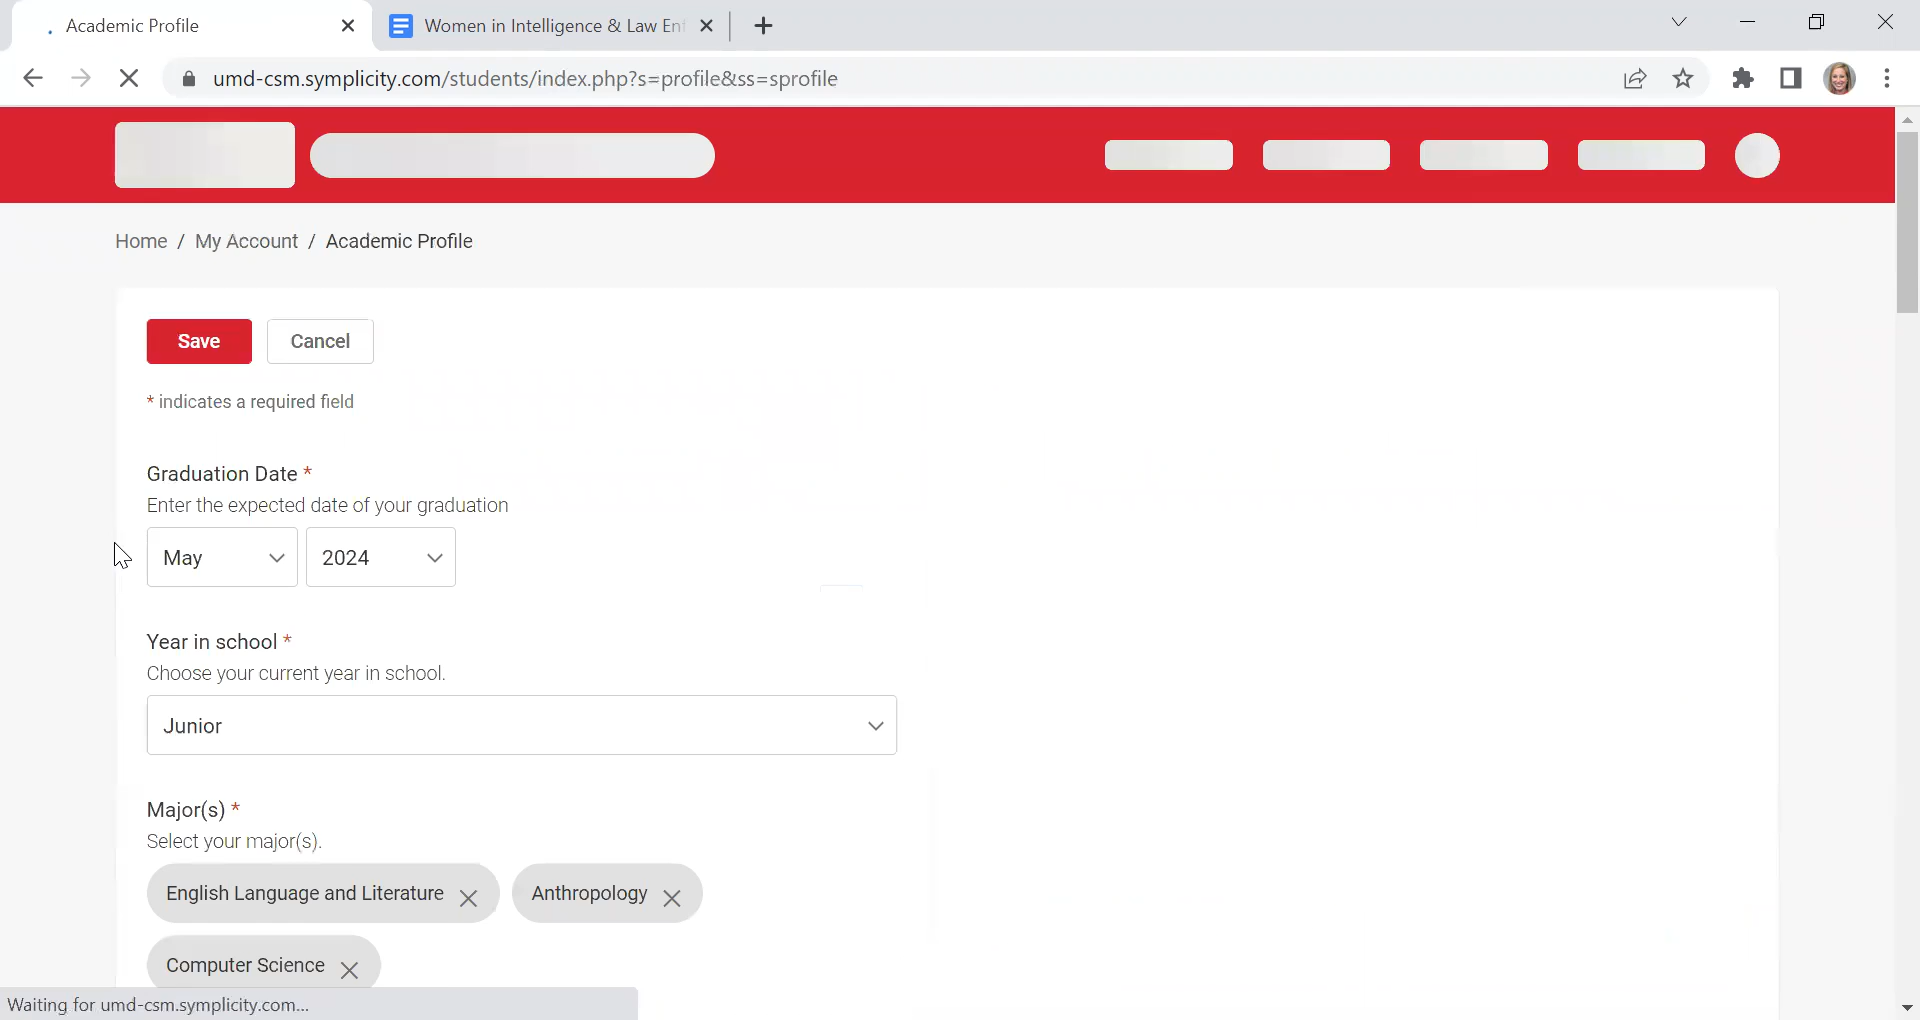 Academic Profile
Women in Intelligence & Law En
umd-csm.symplicity.com/students/index.php?s=profile&ss=sprofile
Home / My Account / Academic Profile
Save Cancel
* indicates a required field
Graduation Date *
Enter the expected date of your graduation
May 2024
Year in school *
Choose your current year in school.
Junior
Major(s) *
Select your major(s).
English Language and Literature Anthropology
Computer Science
Waiting for umd-csm.symplicity.com...